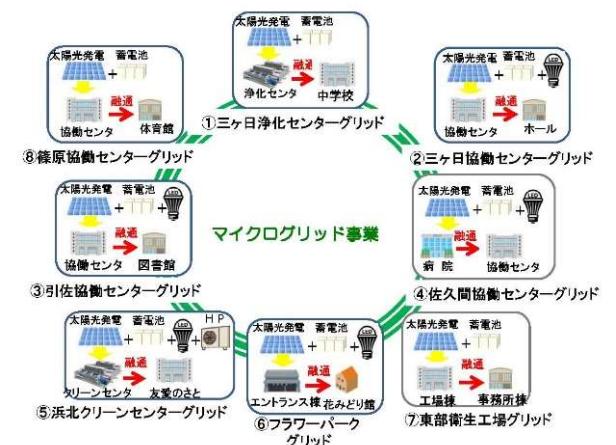 太陽光発電 蓄電池
+
融通
浄化センタ 中学校
①三ヶ日浄化センターグリッド
太陽光発電 蓄電池
+ +
LED
融通
協働センタ ホール
②三ヶ日協働センターグリッド
太陽光発電 蓄電池
+ +
LED
融通
協働センタ 図書館
③引佐協働センターグリッド
太陽光発電 蓄電池
+ +
LED
融通
病院 協働センタ
④佐久間協働センターグリッド
太陽光発電 蓄電池
+ +
LED
HP
融通
クリーンセンタ 友愛のさと
⑤浜北クリーンセンターグリッド
太陽光発電 蓄電池
+ +
LED
融通
エントランス棟 花みどり館
⑥フラワーパーク
グリッド
太陽光発電 蓄電池
+
融通
工場棟 事務所棟
⑦東部衛生工場グリッド
太陽光発電 蓄電池
+
融通
協働センタ 体育館
⑧篠原協働センターグリッド
マイクログリッド事業